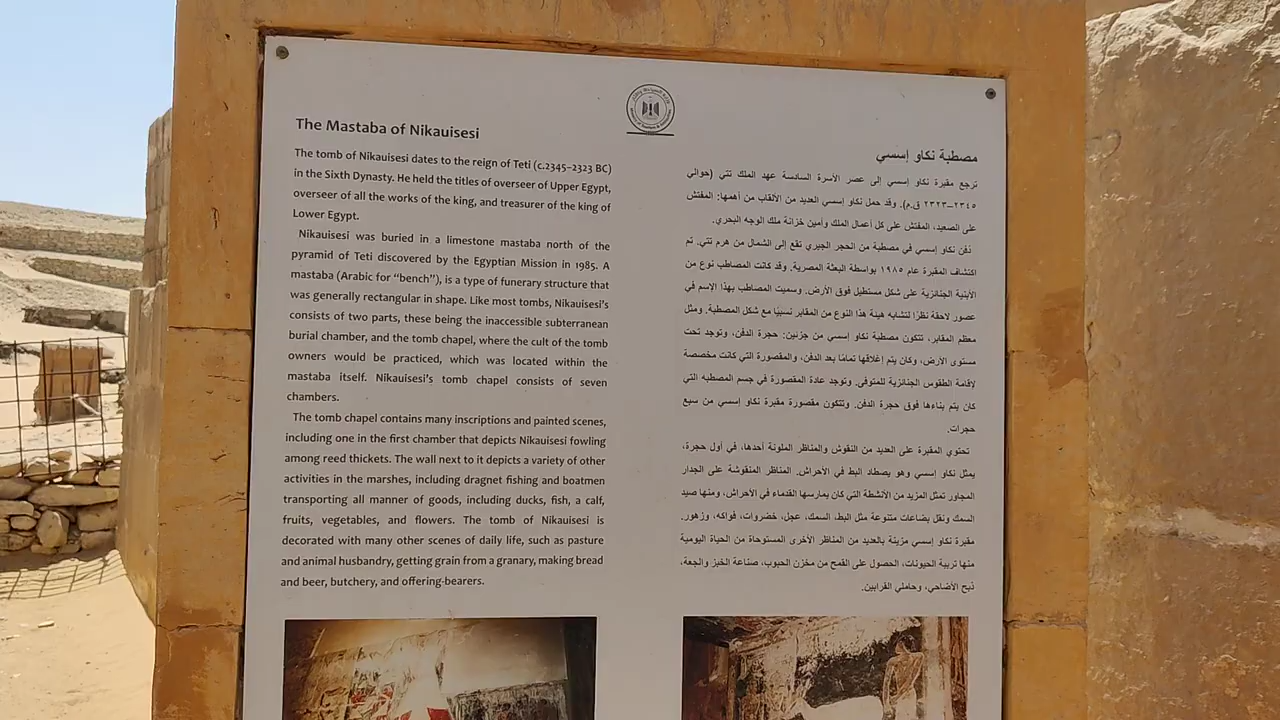 The Mastaba of Nikauisesi
The tomb of Nikauisesi dates to the reign of Teti (c.2345–2323 BC)
in the Sixth Dynasty. He held the titles of overseer of Upper Egypt,
overseer of all the works of the king, and treasurer of the king of
Lower Egypt.
Nikauisesi was buried in a limestone mastaba north of the
pyramid of Teti discovered by the Egyptian Mission in 1985. A
mastaba (Arabic for “bench”), is a type of funerary structure that
was generally rectangular in shape. Like most tombs, Nikauisesi’s
consists of two parts, these being the inaccessible subterranean
burial chamber, and the tomb chapel, where the cult of the tomb
owners would be practiced, which was located within the
mastaba itself. Nikauisesi’s tomb chapel consists of seven
chambers.
The tomb chapel contains many inscriptions and painted scenes,
including one in the first chamber that depicts Nikauisesi fowling
among reed thickets. The wall next to it depicts a variety of other
activities in the marshes, including dragnet fishing and boatmen
transporting all manner of goods, including ducks, fish, a calf,
fruits, vegetables, and flowers. The tomb of Nikauisesi is
decorated with many other scenes of daily life, such as pasture
and animal husbandry, getting grain from a granary, making bread
and beer, butchery, and offering-bearers.
مصطبة نكاو إسسي
ترجع مقبرة نكاو إسسي إلى عصر الأسرة السادسة عهد الملك تتي (حوالي
٢٣٤٥–٢٣٢٣ ق.م). وقد حمل نكاو إسسي العديد من الألقاب من أهمها: المفتش
على الصعيد، المفتش على كل أعمال الملك وأمين خزانة ملك الوجه البحري.
دُفن نكاو إسسي في مصطبة من الحجر الجيري تقع إلى الشمال من هرم تتي. تم
اكتشاف المقبرة عام ١٩٨٥ بواسطة البعثة المصرية. وقد كانت المصاطب نوع من
الأبنية الجنائزية على شكل مستطيل فوق الأرض. وسميت المصاطب بهذا الإسم في
عصور لاحقة نظرًا لتشابه هيئة هذا النوع من المقابر نسبيًا مع شكل المصطبة. ومثل
معظم المقابر، تتكون مصطبة نكاو إسسي من جزئين: حجرة الدفن، وتوجد تحت
مستوى الأرض، وكان يتم إغلاقها تمامًا بعد الدفن، والمقصورة التي كانت مخصصة
لإقامة الطقوس الجنائزية للمتوفى. وتوجد عادة المقصورة في جسم المصطبه التي
كان يتم بناءها فوق حجرة الدفن. وتتكون مقصورة مقبرة نكاو إسسي من سبع
حجرات.
تحتوي المقبرة على العديد من النقوش والمناظر الملونة أحدها، في أول حجرة،
يمثل نكاو إسسي وهو يصطاد البط في الأحراش. المناظر المنقوشة على الجدار
المجاور تمثل المزيد من الأنشطة التي كان يمارسها القدماء في الأحراش، ومنها صيد
السمك ونقل بضاعات متنوعة مثل البط، السمك، عجل، خضروات، فواكه، وزهور.
مقبرة نكاو إسسي مزينة بالعديد من المناظر الأخرى المستوحاة من الحياة اليومية
منها تربية الحيوانات، الحصول على القمح من مخزن الحبوب، صناعة الخبز والجعة،
ذبح الأضاحي، وحاملي القرابين.